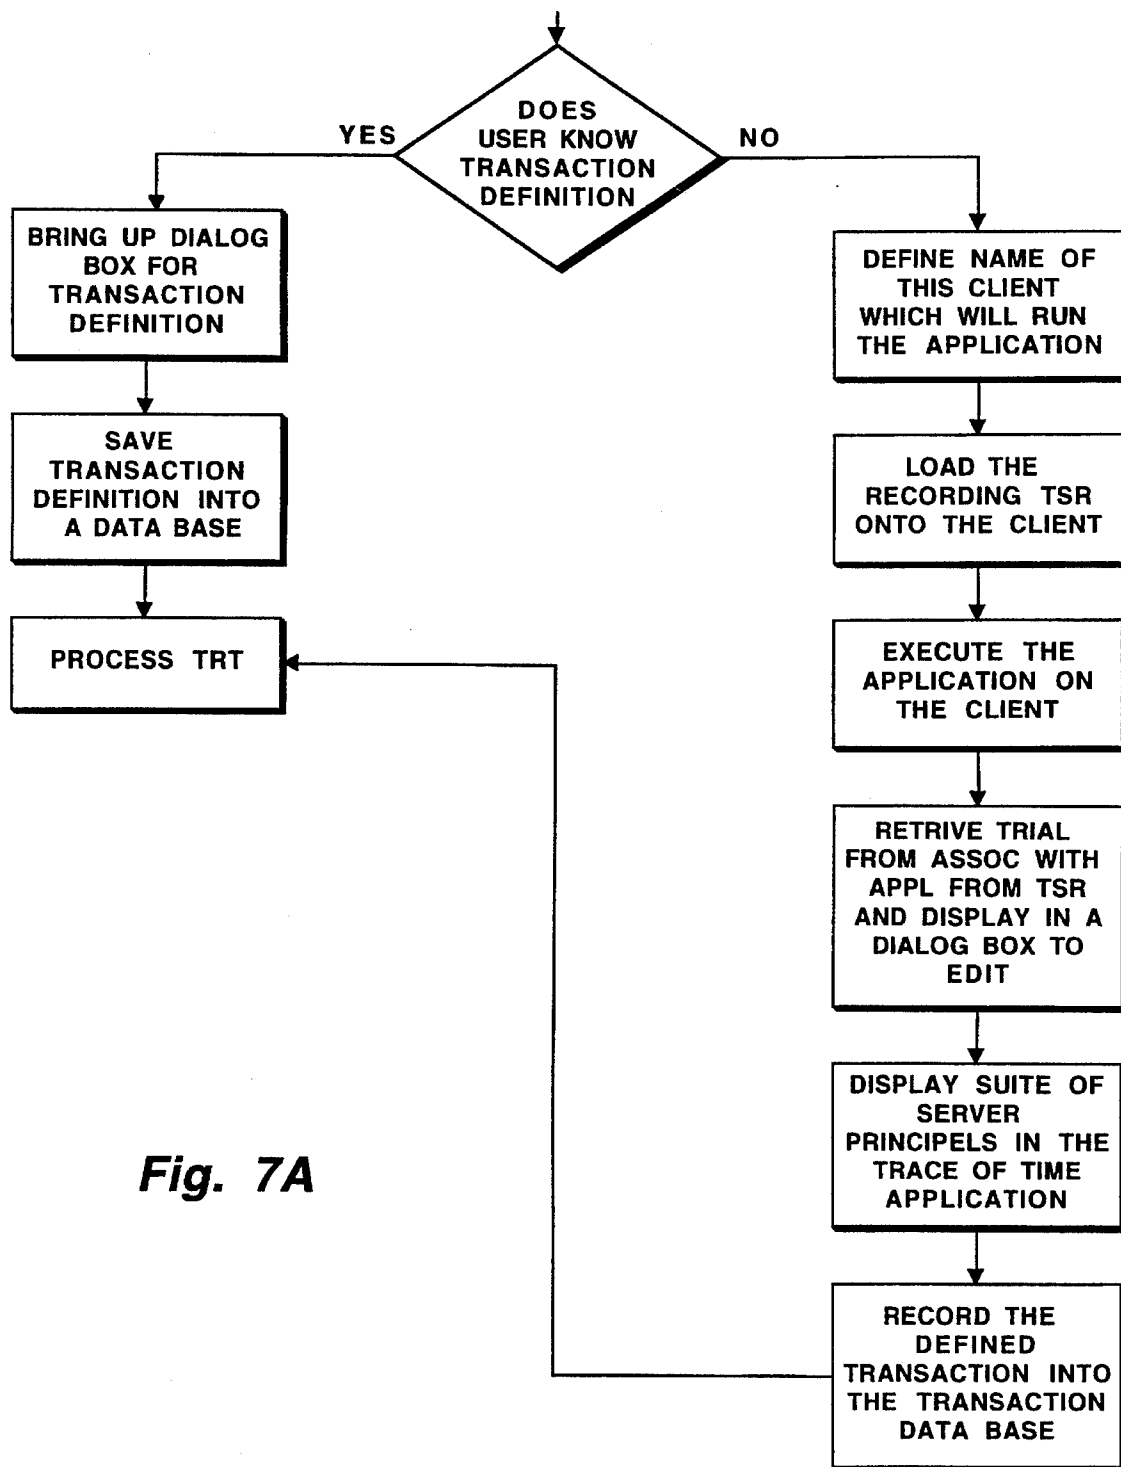 DOES
USER KNOW
TRANSACTION
DEFINITION
YES
NO
BRING UP DIALOG
BOX FOR
TRANSACTION
DEFINITION
SAVE
TRANSACTION
DEFINITION INTO
A DATA BASE
PROCESS TRT
DEFINE NAME OF
THIS CLIENT
WHICH WILL RUN
THE APPLICATION
LOAD THE
RECORDING TSR
ONTO THE CLIENT
EXECUTE THE
APPLICATION ON
THE CLIENT
RETRIVE TRIAL
FROM ASSOC WITH
APPL FROM TSR
AND DISPLAY IN A
DIALOG BOX TO
EDIT
DISPLAY SUITE OF
SERVER
PRINCIPELS IN THE
TRACE OF TIME
APPLICATION
RECORD THE
DEFINED
TRANSACTION INTO
THE TRANSACTION
DATA BASE
Fig. 7A